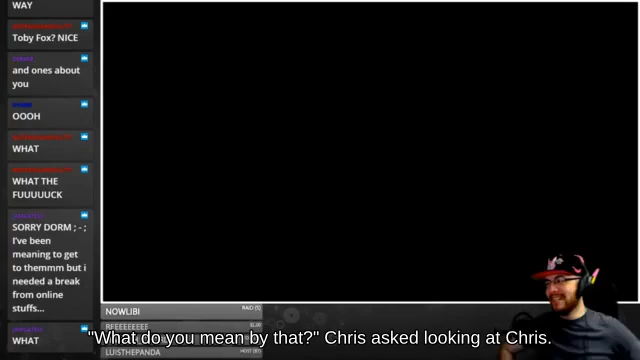 WAY
Toby Fox? NICE
and ones about
you
OOOH
WHAT
WHAT THE
FUUUUUCK
SORRY DORM ; - ;
I've been
meaning to get
to themmm but i
needed a break
from online
stuffs...
WHAT
NOWLIBI
RAID (5)
"What do you mean by that?" Chris asked looking at Chris.
LUISTHEPANDA